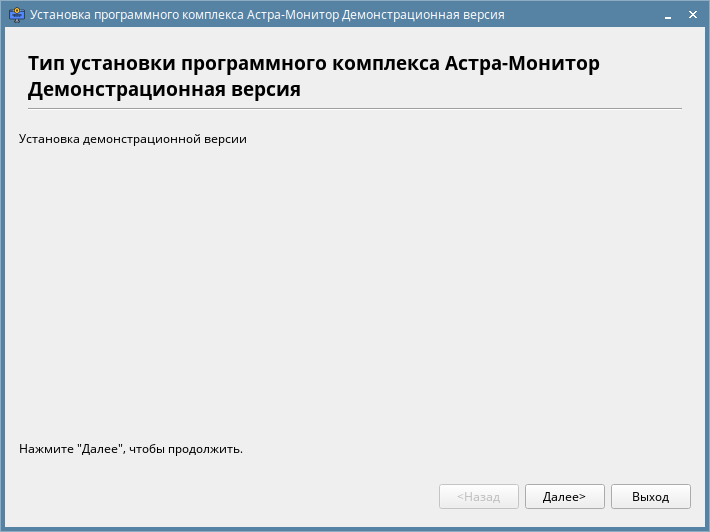 Установка программного комплекса Астра-Монитор Демонстрационная версия
Тип установки программного комплекса Астра-Монитор
Демонстрационная версия
Установка демонстрационной версии
Нажмите "Далее", чтобы продолжить.
<Назад Далее> Выход